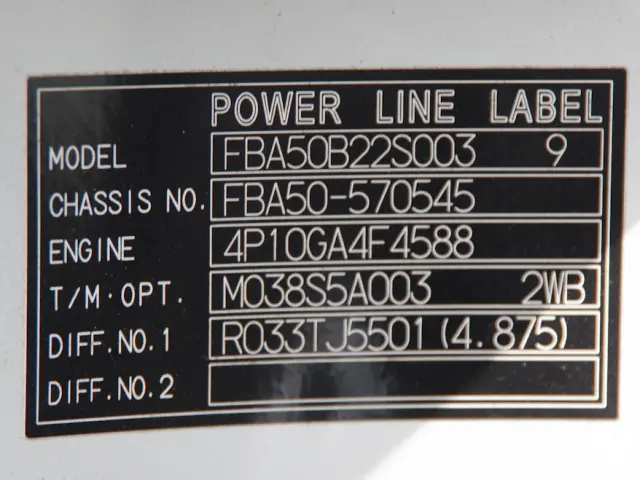 POWER LINE LABEL
MODEL FBA50B22S003 9
CHASSIS NO. FBA50-570545
ENGINE 4P10GA4F4588
T/M·OPT. M038S5A003 2WB
DIFF.NO.1 R033TJ5501 (4.875)
DIFF.NO.2